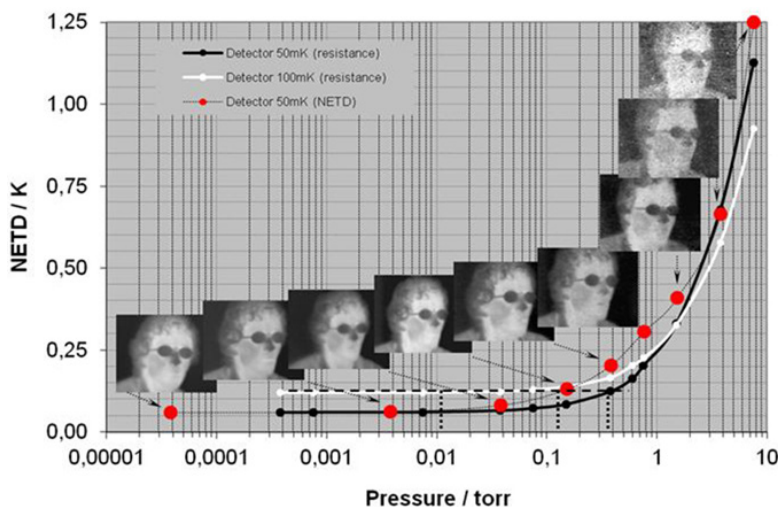 1,25
1,00
0,75
0,50
0,25
0,00
NETD / K
Detector 50mK (resistance)
Detector 100mK (resistance)
Detector 50mK (NETD)
0,00001
0,0001
0,001
0,01
0,1
1
10
Pressure / torr